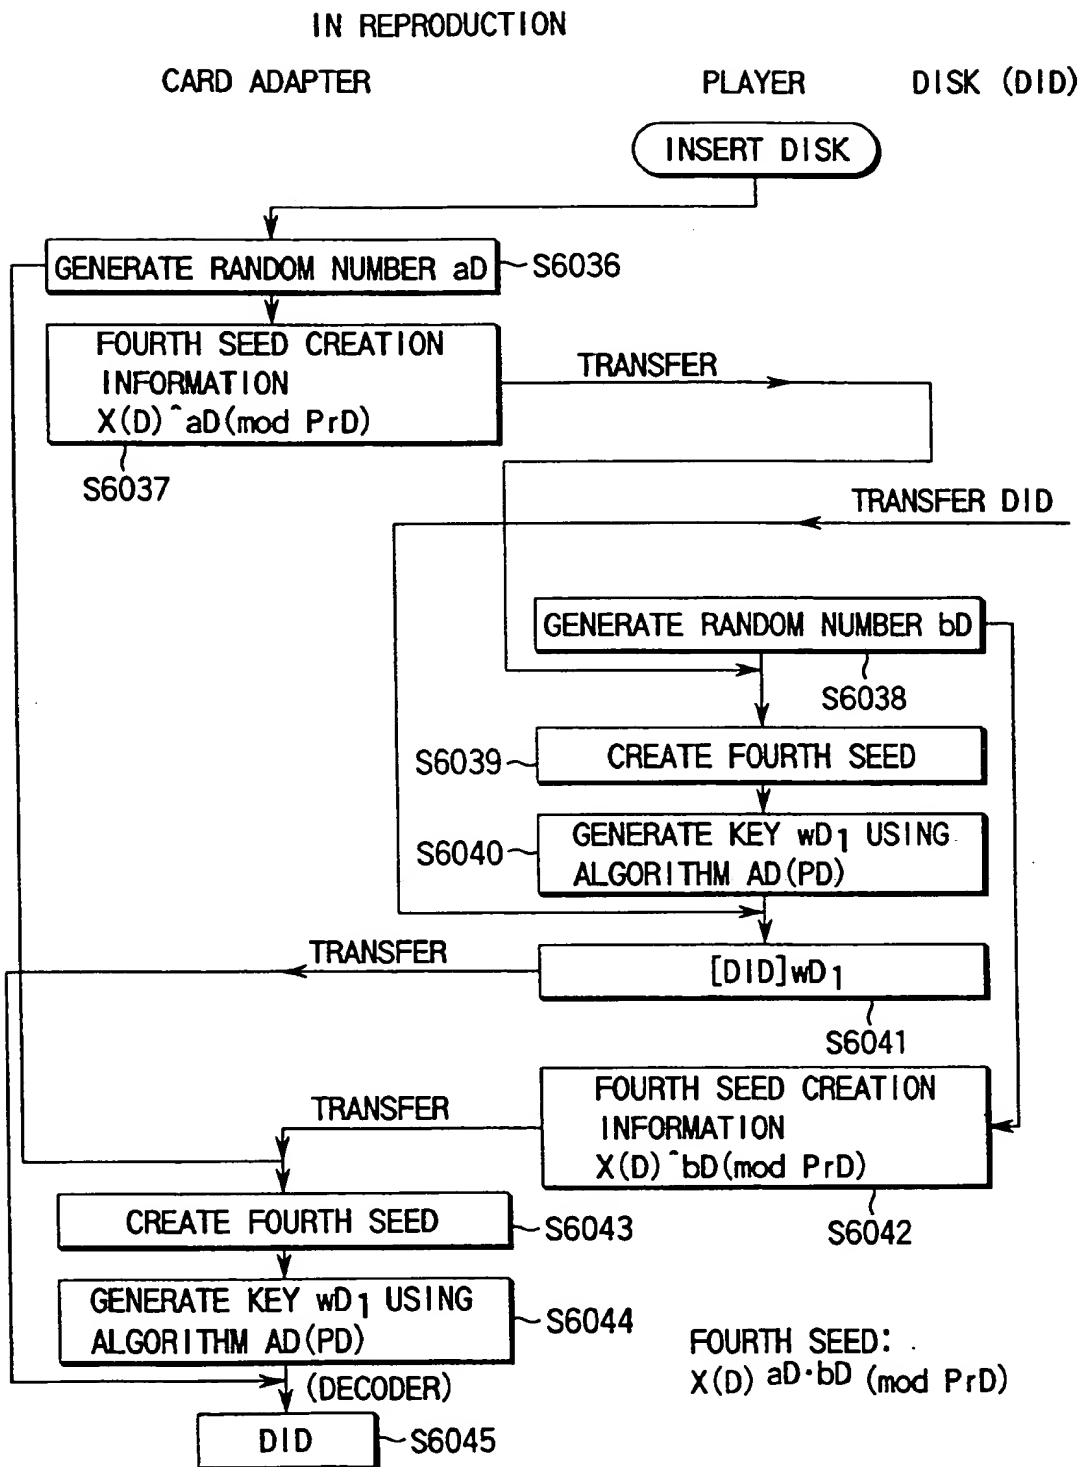 IN REPRODUCTION
CARD ADAPTER
PLAYER
DISK (DID)
INSERT DISK
GENERATE RANDOM NUMBER aD
S6036
FOURTH SEED CREATION
INFORMATION
X(D)^aD(mod PrD)
S6037
TRANSFER
TRANSFER DID
GENERATE RANDOM NUMBER bD
S6038
CREATE FOURTH SEED
S6039
GENERATE KEY wD1 USING
ALGORITHM AD(PD)
S6040
TRANSFER
[DID]wD1
S6041
FOURTH SEED CREATION
INFORMATION
X(D)^bD(mod PrD)
S6042
TRANSFER
CREATE FOURTH SEED
S6043
GENERATE KEY wD1 USING
ALGORITHM AD(PD)
S6044
(DECODER)
DID
S6045
FOURTH SEED:
X(D) aD·bD (mod PrD)